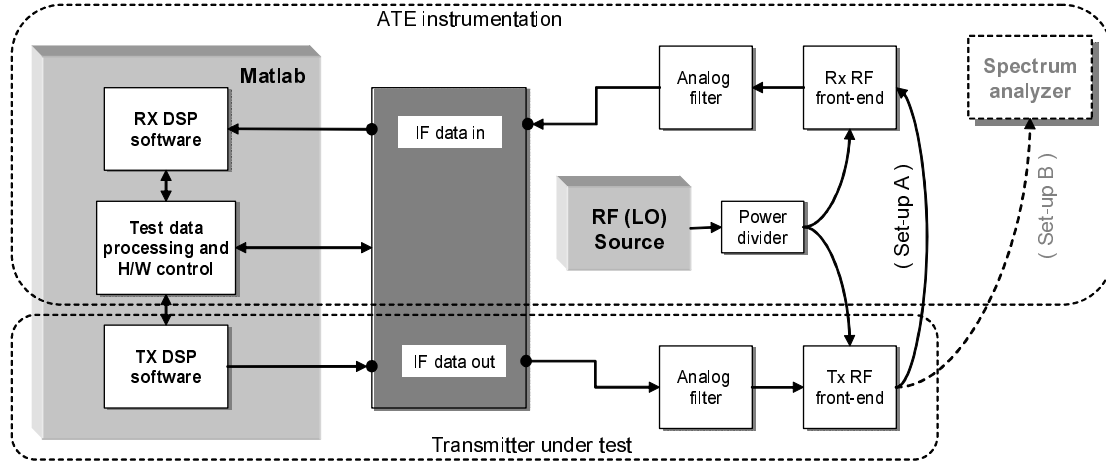 ATE instrumentation
Matlab
RX DSP
software
Test data
processing and
H/W control
TX DSP
software
IF data in
IF data out
Analog
filter
Rx RF
front-end
Spectrum
analyzer
RF (LO)
Source
Power
divider
( Set-up A )
( Set-up B )
Analog
filter
Tx RF
front-end
Transmitter under test